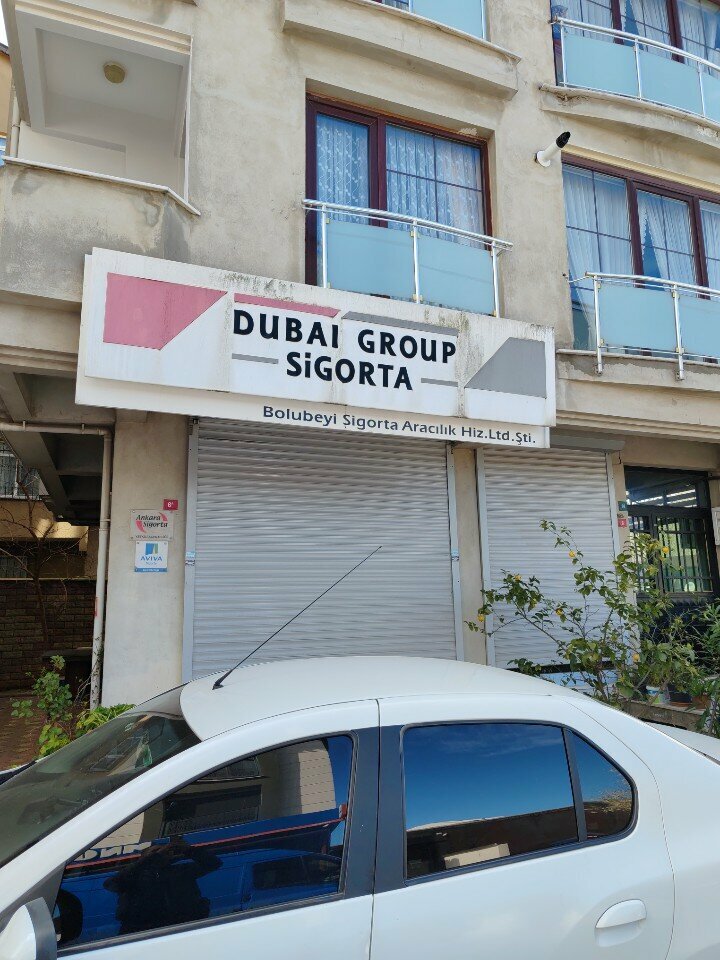 DUBAI GROUP
SiGORTA
Bolubeyi Sigorta Aracılık Hiz.Ltd.Şti.
Ankara
Sigorta
AVIVA